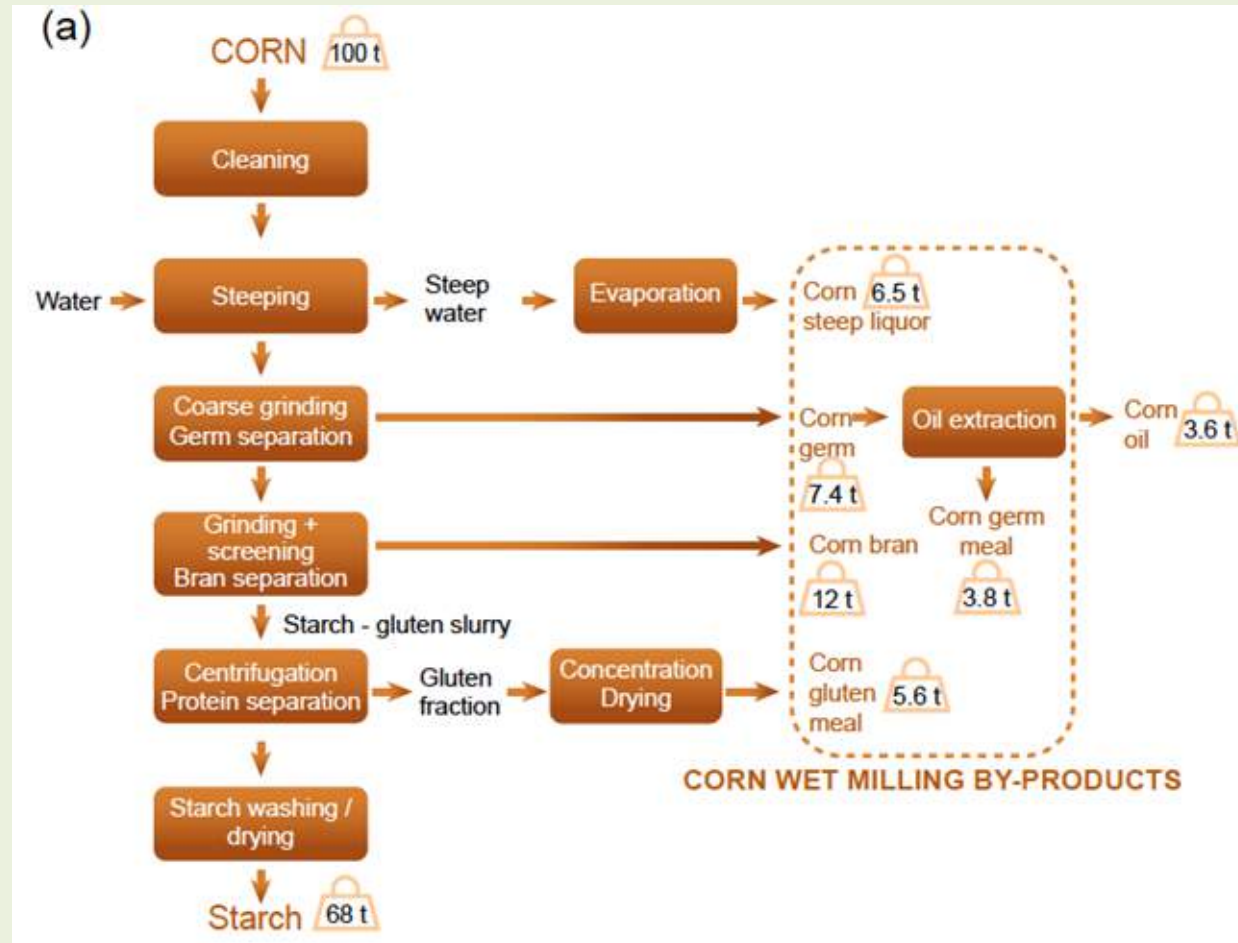 (a)
CORN 100 t
Cleaning
Water
Steeping
Steep
water
Evaporation
Corn 6.5 t
steep liquor
Coarse grinding
Germ separation
Corn
germ
7.4 t
Oil extraction
Corn
oil 3.6 t
Corn germ
meal
3.8 t
Grinding +
screening
Bran separation
Corn bran
12 t
Starch - gluten slurry
Centrifugation
Protein separation
Gluten
fraction
Concentration
Drying
Corn
gluten
meal
5.6 t
CORN WET MILLING BY-PRODUCTS
Starch washing /
drying
Starch 68 t